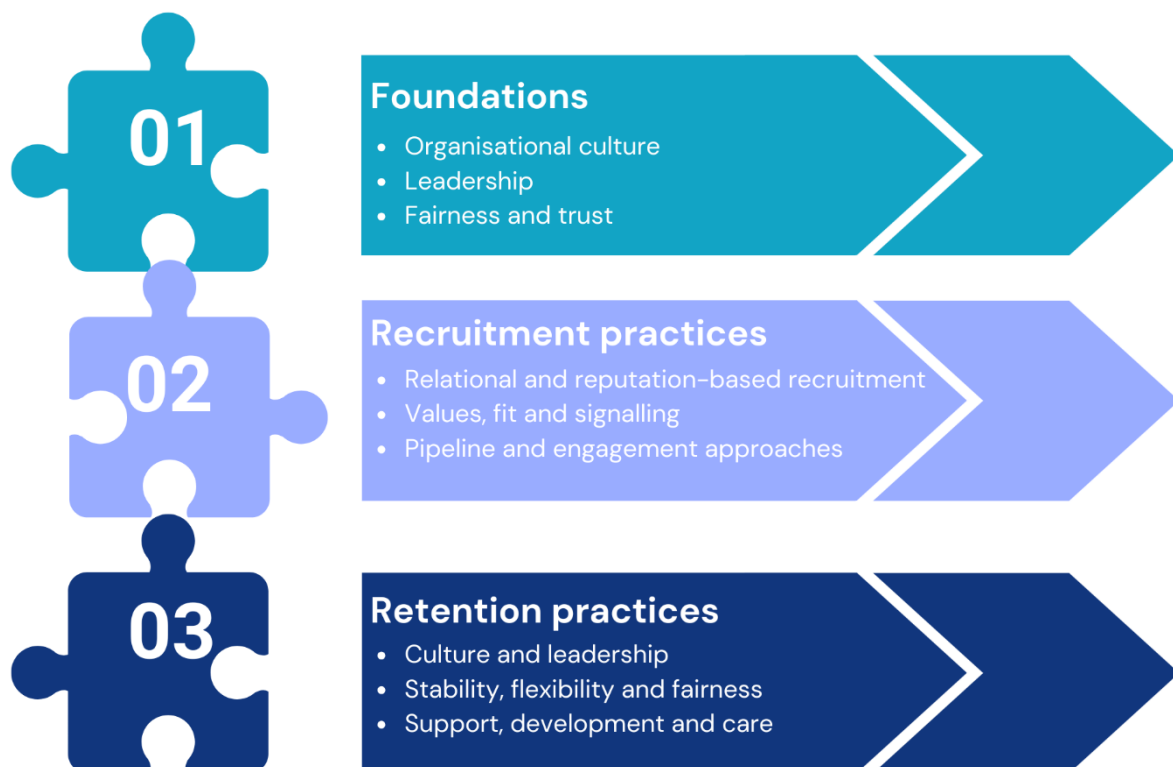 01
Foundations
• Organisational culture
• Leadership
• Fairness and trust
02
Recruitment practices
• Relational and reputation-based recruitment
• Values, fit and signalling
• Pipeline and engagement approaches
03
Retention practices
• Culture and leadership
• Stability, flexibility and fairness
• Support, development and care